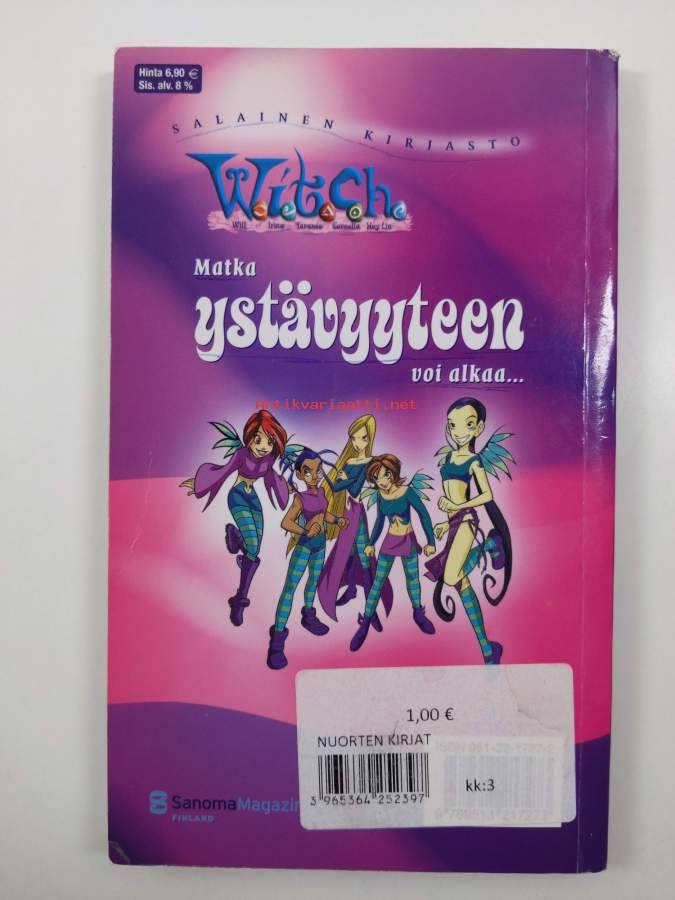 Hinta 6,90 €
Sis. alv. 8 %
SALAINEN KIRJASTO
W.i.t.c.h.
Will Irma Taranee Cornelia Hay Lin
Matka
ystävyyteen
voi alkaa...
antikvariaatti.net
1,00 €
NUORTEN KIRJAT
kk:3
3 965364 252397
SanomaMagazin
FINLAND